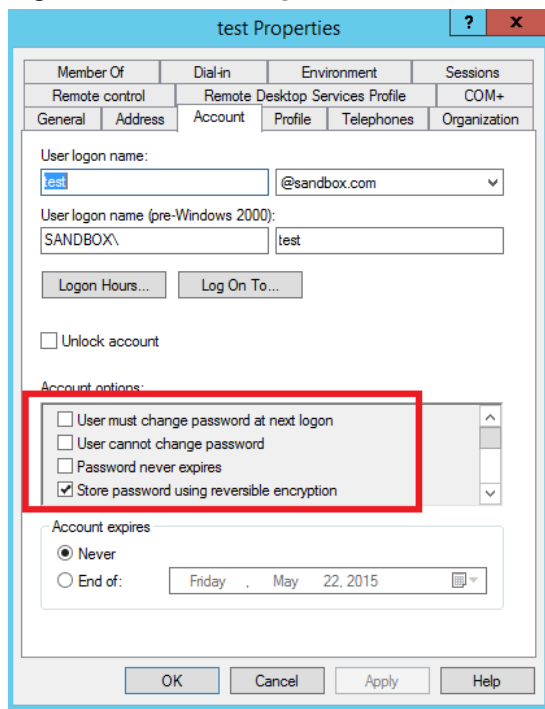 test Properties
? x
Member Of Dial-in Environment Sessions
Remote control Remote Desktop Services Profile COM+
General Address Account Profile Telephones Organization
User logon name:
test @sandbox.com
User logon name (pre-Windows 2000):
SANDBOX\ test
Logon Hours... Log On To...
Unlock account
Account options:
User must change password at next logon
User cannot change password
Password never expires
Store password using reversible encryption
Account expires
Never
End of: Friday , May 22, 2015
OK Cancel Apply Help